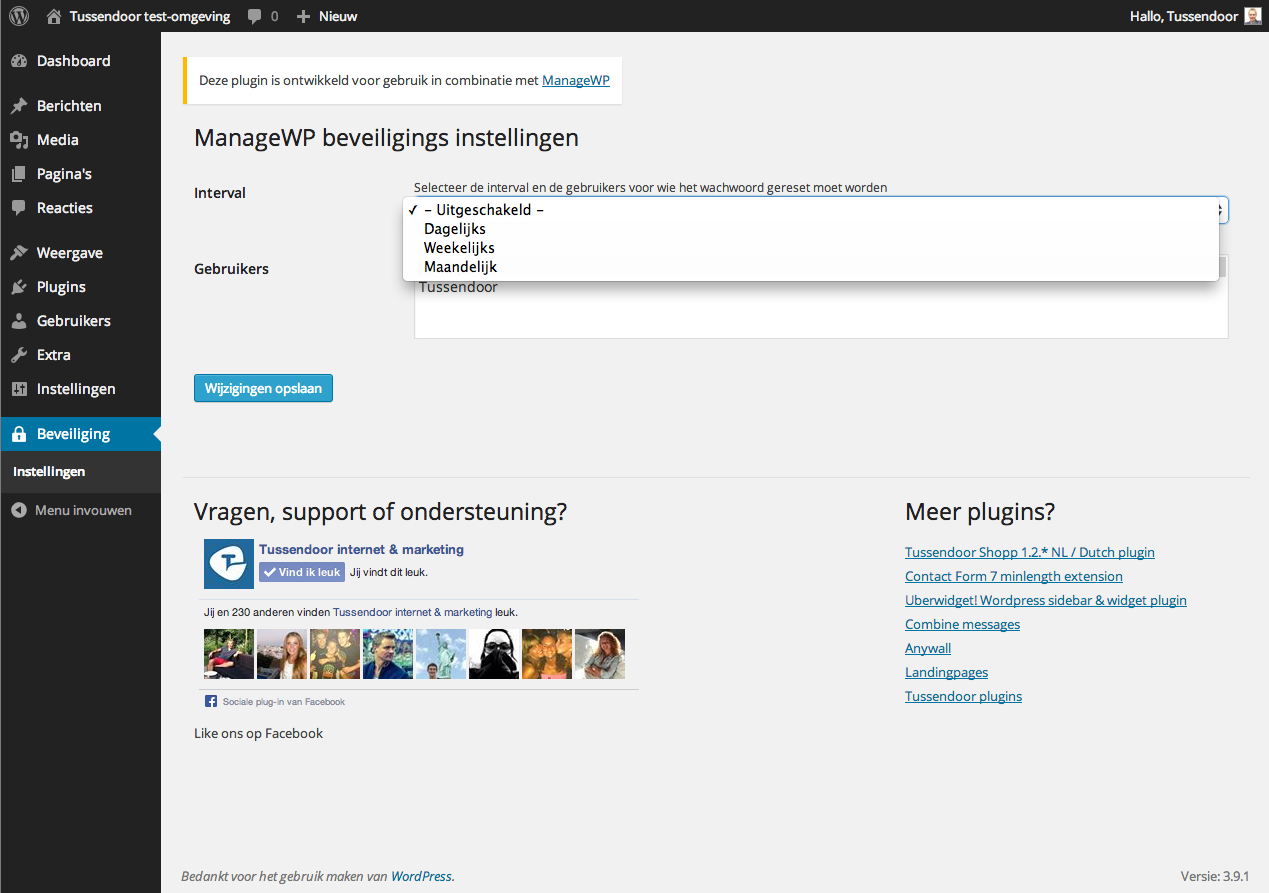 Tussendoor test-omgeving 0 Nieuw Hallo, Tussendoor
Dashboard
Berichten
Media
Pagina's
Reacties
Weergave
Plugins
Gebruikers
Extra
Instellingen
Beveiliging
Instellingen
Menu invouwen
Deze plugin is ontwikkeld voor gebruik in combinatie met ManageWP
ManageWP beveiligings instellingen
Interval
Selecteer de interval en de gebruikers voor wie het wachwoord gereset moet worden
✓ – Uitgeschakeld –
Dagelijks
Weekelijks
Maandelijk
Gebruikers
Tussendoor
Wijzigingen opslaan
Vragen, support of ondersteuning?
Tussendoor internet & marketing
Vind ik leuk Jij vindt dit leuk.
Jij en 230 anderen vinden Tussendoor internet & marketing leuk.
Sociale plug-in van Facebook
Like ons op Facebook
Meer plugins?
Tussendoor Shopp 1.2.* NL / Dutch plugin
Contact Form 7 minlength extension
Uberwidget! Wordpress sidebar & widget plugin
Combine messages
Anywall
Landingpages
Tussendoor plugins
Bedankt voor het gebruik maken van WordPress.
Versie: 3.9.1